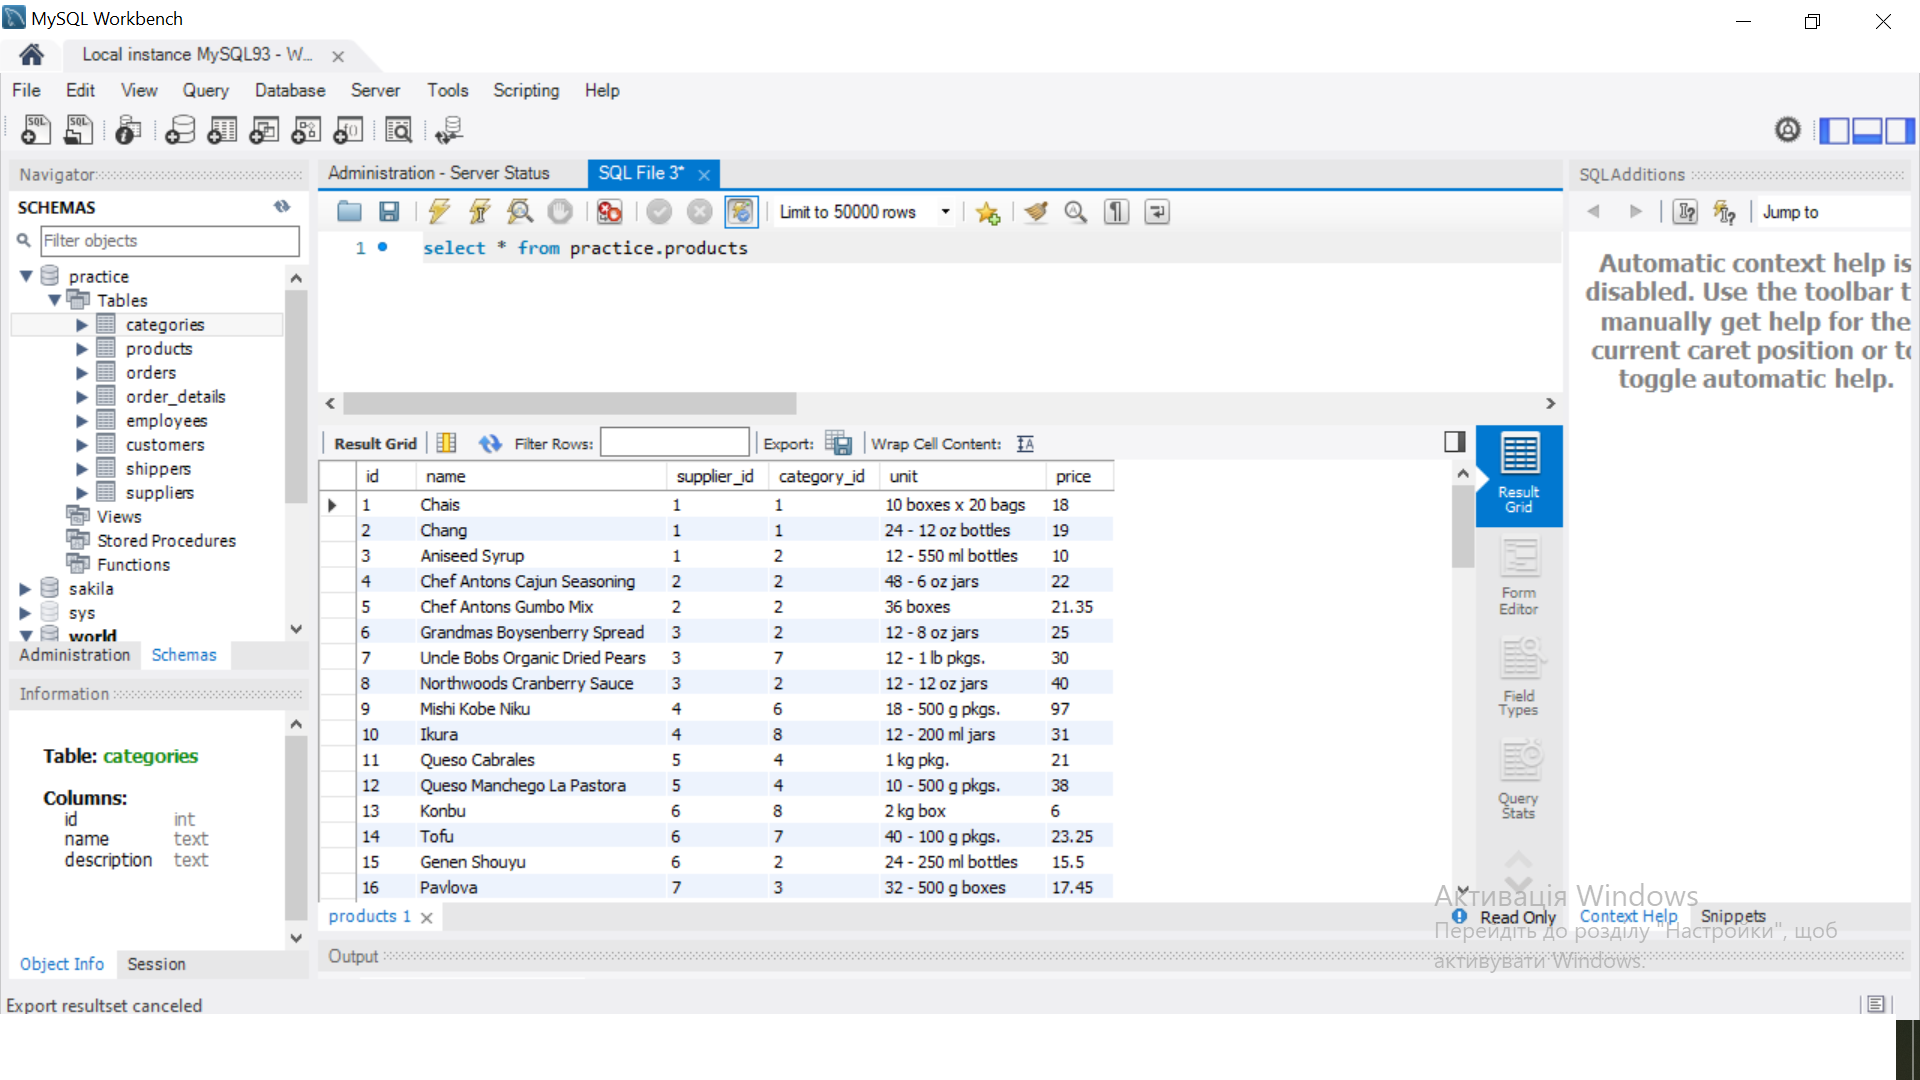 MySQL Workbench
Local instance MySQL93 - W...
File Edit View Query Database Server Tools Scripting Help
Navigator
SCHEMAS
Filter objects
practice
Tables
categories
products
orders
order_details
employees
customers
shippers
suppliers
Views
Stored Procedures
Functions
sakila
sys
world
Administration Schemas
Information
Table: categories
Columns:
id int
name text
description text
Object Info Session
Administration - Server Status SQL File 3*
Limit to 50000 rows
1 select * from practice.products
Result Grid Filter Rows: Export: Wrap Cell Content:
id name supplier_id category_id unit price
1 Chais 1 1 10 boxes x 20 bags 18
2 Chang 1 1 24 - 12 oz bottles 19
3 Aniseed Syrup 1 2 12 - 550 ml bottles 10
4 Chef Antons Cajun Seasoning 2 2 48 - 6 oz jars 22
5 Chef Antons Gumbo Mix 2 2 36 boxes 21.35
6 Grandmas Boysenberry Spread 3 2 12 - 8 oz jars 25
7 Uncle Bobs Organic Dried Pears 3 7 12 - 1 lb pkgs. 30
8 Northwoods Cranberry Sauce 3 2 12 - 12 oz jars 40
9 Mishi Kobe Niku 4 6 18 - 500 g pkgs. 97
10 Ikura 4 8 12 - 200 ml jars 31
11 Queso Cabrales 5 4 1 kg pkg. 21
12 Queso Manchego La Pastora 5 4 10 - 500 g pkgs. 38
13 Konbu 6 8 2 kg box 6
14 Tofu 6 7 40 - 100 g pkgs. 23.25
15 Genen Shouyu 6 2 24 - 250 ml bottles 15.5
16 Pavlova 7 3 32 - 500 g boxes 17.45
Result
Grid
Form
Editor
Field
Types
Query
Stats
products 1
Read Only
Output
SQLAdditions
Jump to
Automatic context help is
disabled. Use the toolbar t
manually get help for the
current caret position or to
toggle automatic help.
Context Help Snippets
Активація Windows
Перейдіть до розділу "Настройки", щоб
активувати Windows.
Export resultset canceled